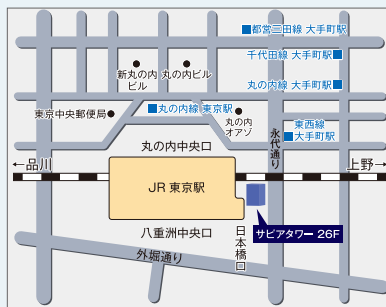 都営三田線 大手町駅
千代田線 大手町駅
新丸の内
ビル
丸の内ビル
丸の内線 大手町駅
東京中央郵便局
丸の内線 東京駅
丸の内
オアゾ
東西線
大手町駅
永代通り
丸の内中央口
←品川
上野→
JR 東京駅
八重洲中央口
日本橋口
サピアタワー 26F
外堀通り